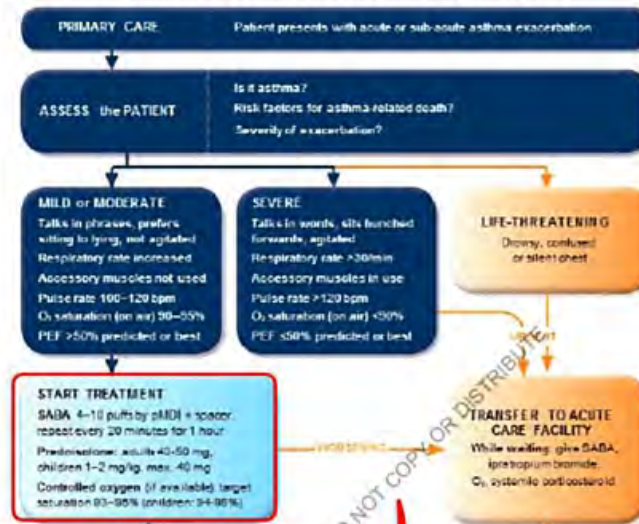 PRIMARY CARE
Patient presents with acute or sub-acute asthma exacerbation
ASSESS the PATIENT
Is it asthma?
Risk factors for asthma-related death?
Severity of exacerbation?
MILD or MODERATE
Talks in phrases, prefers
sitting to lying, not agitated
Respiratory rate increased
Accessory muscles not used
Pulse rate 100–120 bpm
O₂ saturation (on air) 90–95%
PEF >50% predicted or best
SEVERE
Talks in words, sits hunched
forwards, agitated
Respiratory rate >30/min
Accessory muscles in use
Pulse rate >120 bpm
O₂ saturation (on air) <90%
PEF ≤50% predicted or best
LIFE-THREATENING
Drowsy, confused
or silent chest
START TREATMENT
SABA 4–10 puffs by pMDI + spacer,
repeat every 20 minutes for 1 hour
Prednisolone: adults 40-50 mg,
children 1–2 mg/kg, max. 40 mg
Controlled oxygen (if available) target
saturation 93–95% (children: 94-98%)
TRANSFER TO ACUTE
CARE FACILITY
While waiting: give SABA,
ipratropium bromide,
O₂, systemic corticosteroid
NOT COPY OR DISTRIBUTE